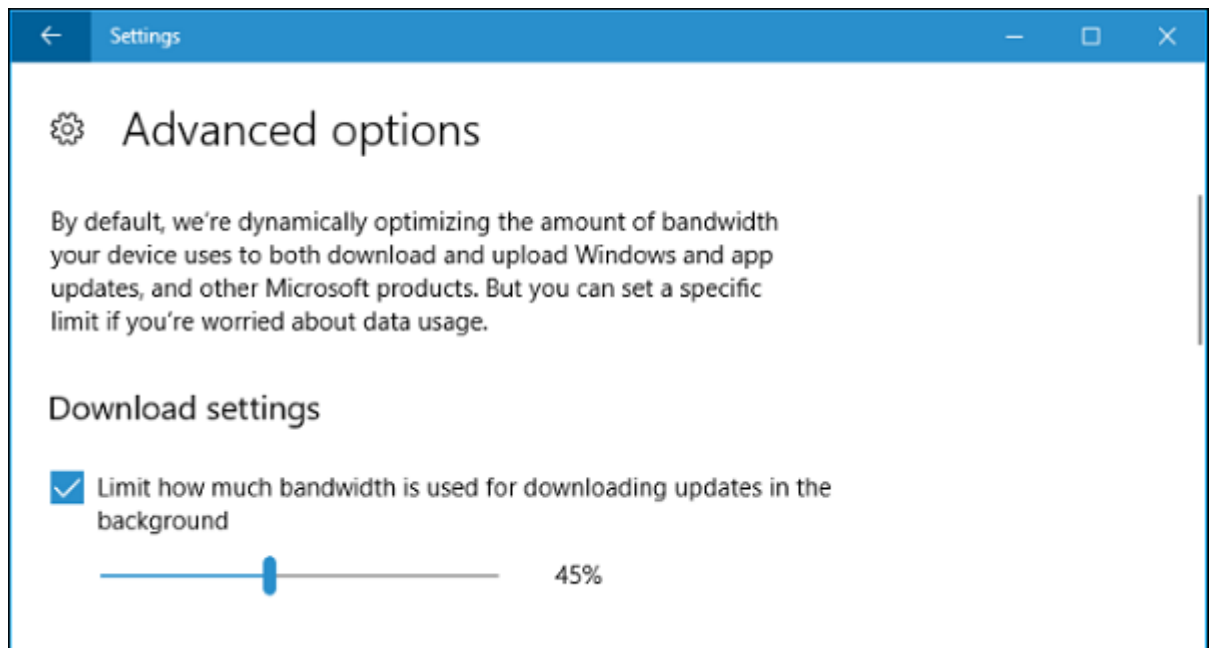 Settings
Advanced options
By default, we're dynamically optimizing the amount of bandwidth
your device uses to both download and upload Windows and app
updates, and other Microsoft products. But you can set a specific
limit if you're worried about data usage.
Download settings
Limit how much bandwidth is used for downloading updates in the
background
45%